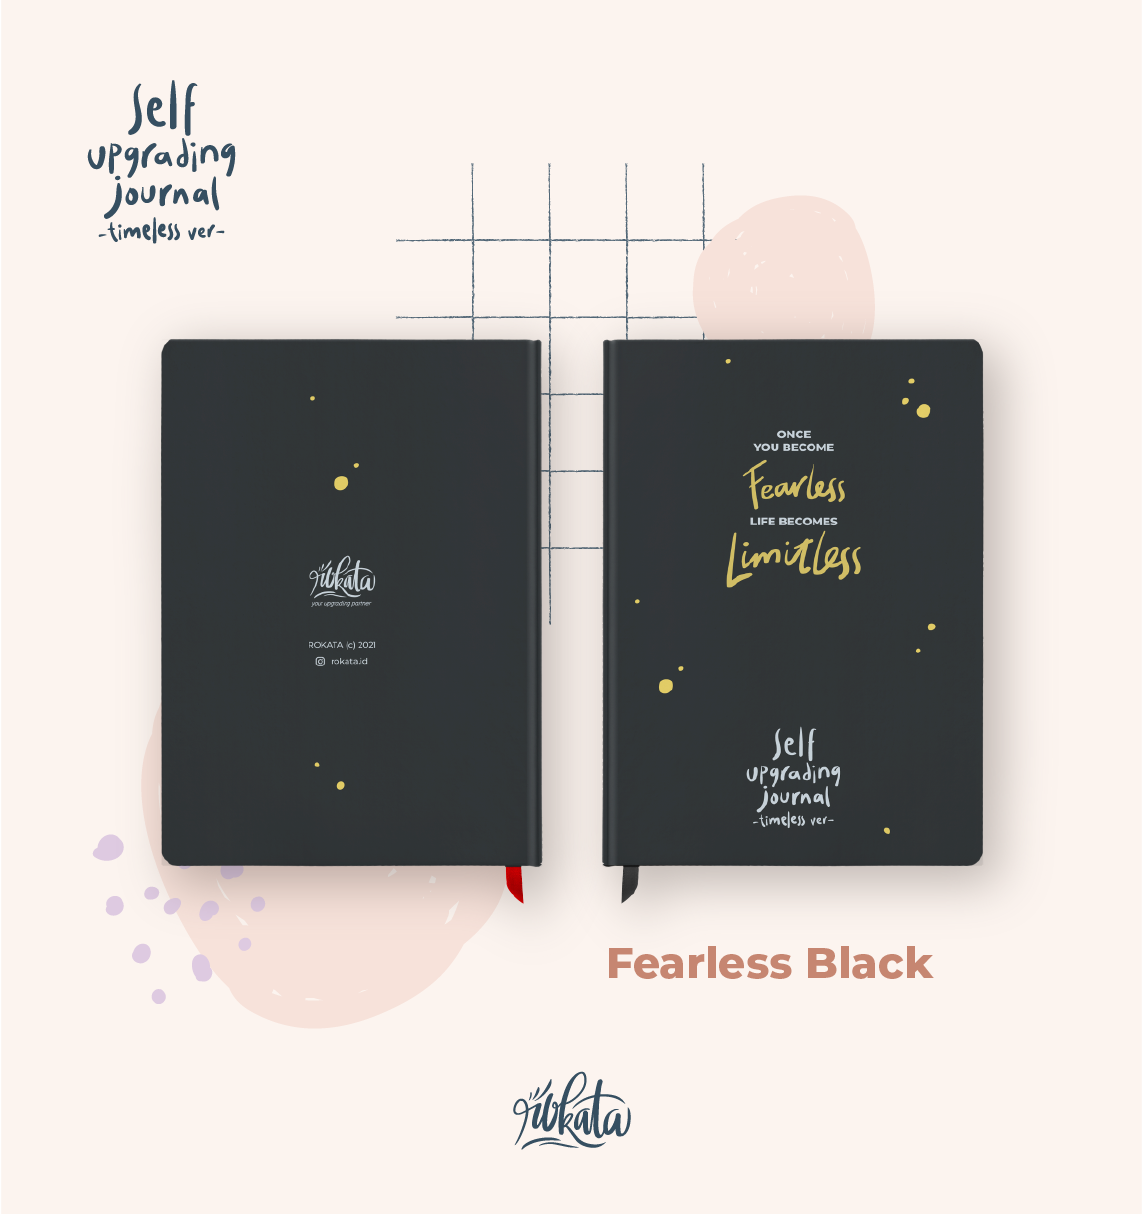 Self
upgrading
journal
-timeless ver-
rokata
your upgrading partner
ROKATA (c) 2021
rokata.id
ONCE
YOU BECOME
Fearless
LIFE BECOMES
Limitless
Self
upgrading
journal
-timeless ver-
Fearless Black
rokata